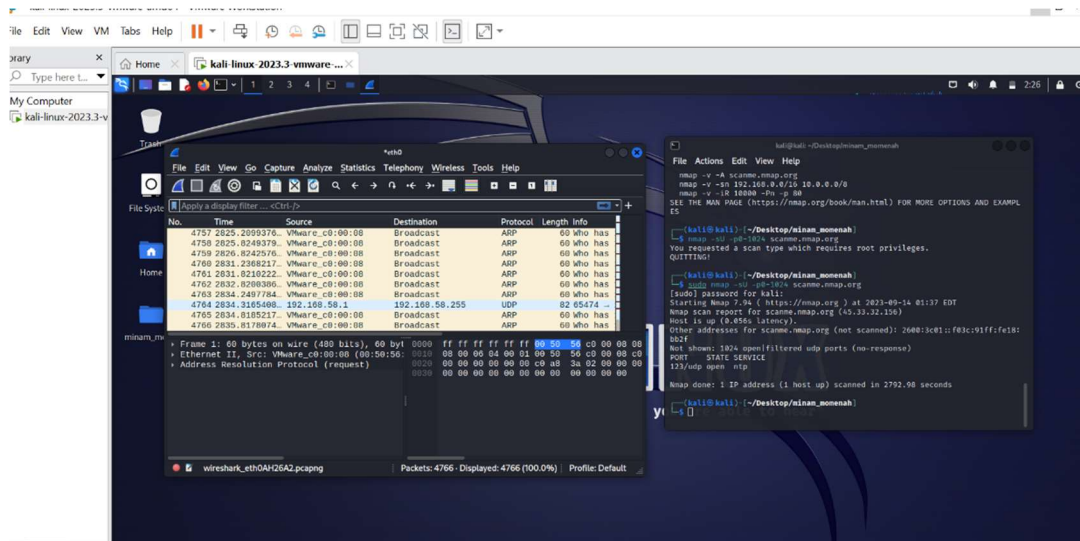 File Edit View VM Tabs Help
Home
kali-linux-2023.3-vmware-...
Type here t...
My Computer
kali-linux-2023.3-v
1 2 3 4
2:26
Trash
File Syste
Home
minam_m
*eth0
File Edit View Go Capture Analyze Statistics Telephony Wireless Tools Help
Apply a display filter ... <Ctrl-/>
No. Time Source Destination Protocol Length Info
4757 2825.2099376… VMware_c0:00:08 Broadcast ARP 60 Who has
4758 2825.8249379… VMware_c0:00:08 Broadcast ARP 60 Who has
4759 2826.8242576… VMware_c0:00:08 Broadcast ARP 60 Who has
4760 2831.2368217… VMware_c0:00:08 Broadcast ARP 60 Who has
4761 2831.8210222… VMware_c0:00:08 Broadcast ARP 60 Who has
4762 2832.8200386… VMware_c0:00:08 Broadcast ARP 60 Who has
4763 2834.2497784… VMware_c0:00:08 Broadcast ARP 60 Who has
4764 2834.3165408… 192.168.58.1 192.168.58.255 UDP 82 65474 →
4765 2834.8185217… VMware_c0:00:08 Broadcast ARP 60 Who has
4766 2835.8178074… VMware_c0:00:08 Broadcast ARP 60 Who has
Frame 1: 60 bytes on wire (480 bits), 60 byt
Ethernet II, Src: VMware_c0:00:08 (00:50:56:
Address Resolution Protocol (request)
0000 ff ff ff ff ff ff 00 50 56 c0 00 08 08
0010 08 00 06 04 00 01 00 50 56 c0 00 08 c0
0020 00 00 00 00 00 00 c0 a8 3a 02 00 00 00
0030 00 00 00 00 00 00 00 00 00 00 00 00
wireshark_eth0AH26A2.pcapng
Packets: 4766 · Displayed: 4766 (100.0%)
Profile: Default
kali@kali: ~/Desktop/minam_momenah
File Actions Edit View Help
nmap -v -A scanme.nmap.org
nmap -v -sn 192.168.0.0/16 10.0.0.0/8
nmap -v -iR 10000 -Pn -p 80
SEE THE MAN PAGE (https://nmap.org/book/man.html) FOR MORE OPTIONS AND EXAMPL
ES
(kali㉿kali)-[~/Desktop/minam_momenah]
$ nmap -sU -p0-1024 scanme.nmap.org
You requested a scan type which requires root privileges.
QUITTING!
(kali㉿kali)-[~/Desktop/minam_momenah]
$ sudo nmap -sU -p0-1024 scanme.nmap.org
[sudo] password for kali:
Starting Nmap 7.94 ( https://nmap.org ) at 2023-09-14 01:37 EDT
Nmap scan report for scanme.nmap.org (45.33.32.156)
Host is up (0.056s latency).
Other addresses for scanme.nmap.org (not scanned): 2600:3c01::f03c:91ff:fe18:
bb2f
Not shown: 1024 open|filtered udp ports (no-response)
PORT STATE SERVICE
123/udp open ntp
Nmap done: 1 IP address (1 host up) scanned in 2792.98 seconds
(kali㉿kali)-[~/Desktop/minam_momenah]
$